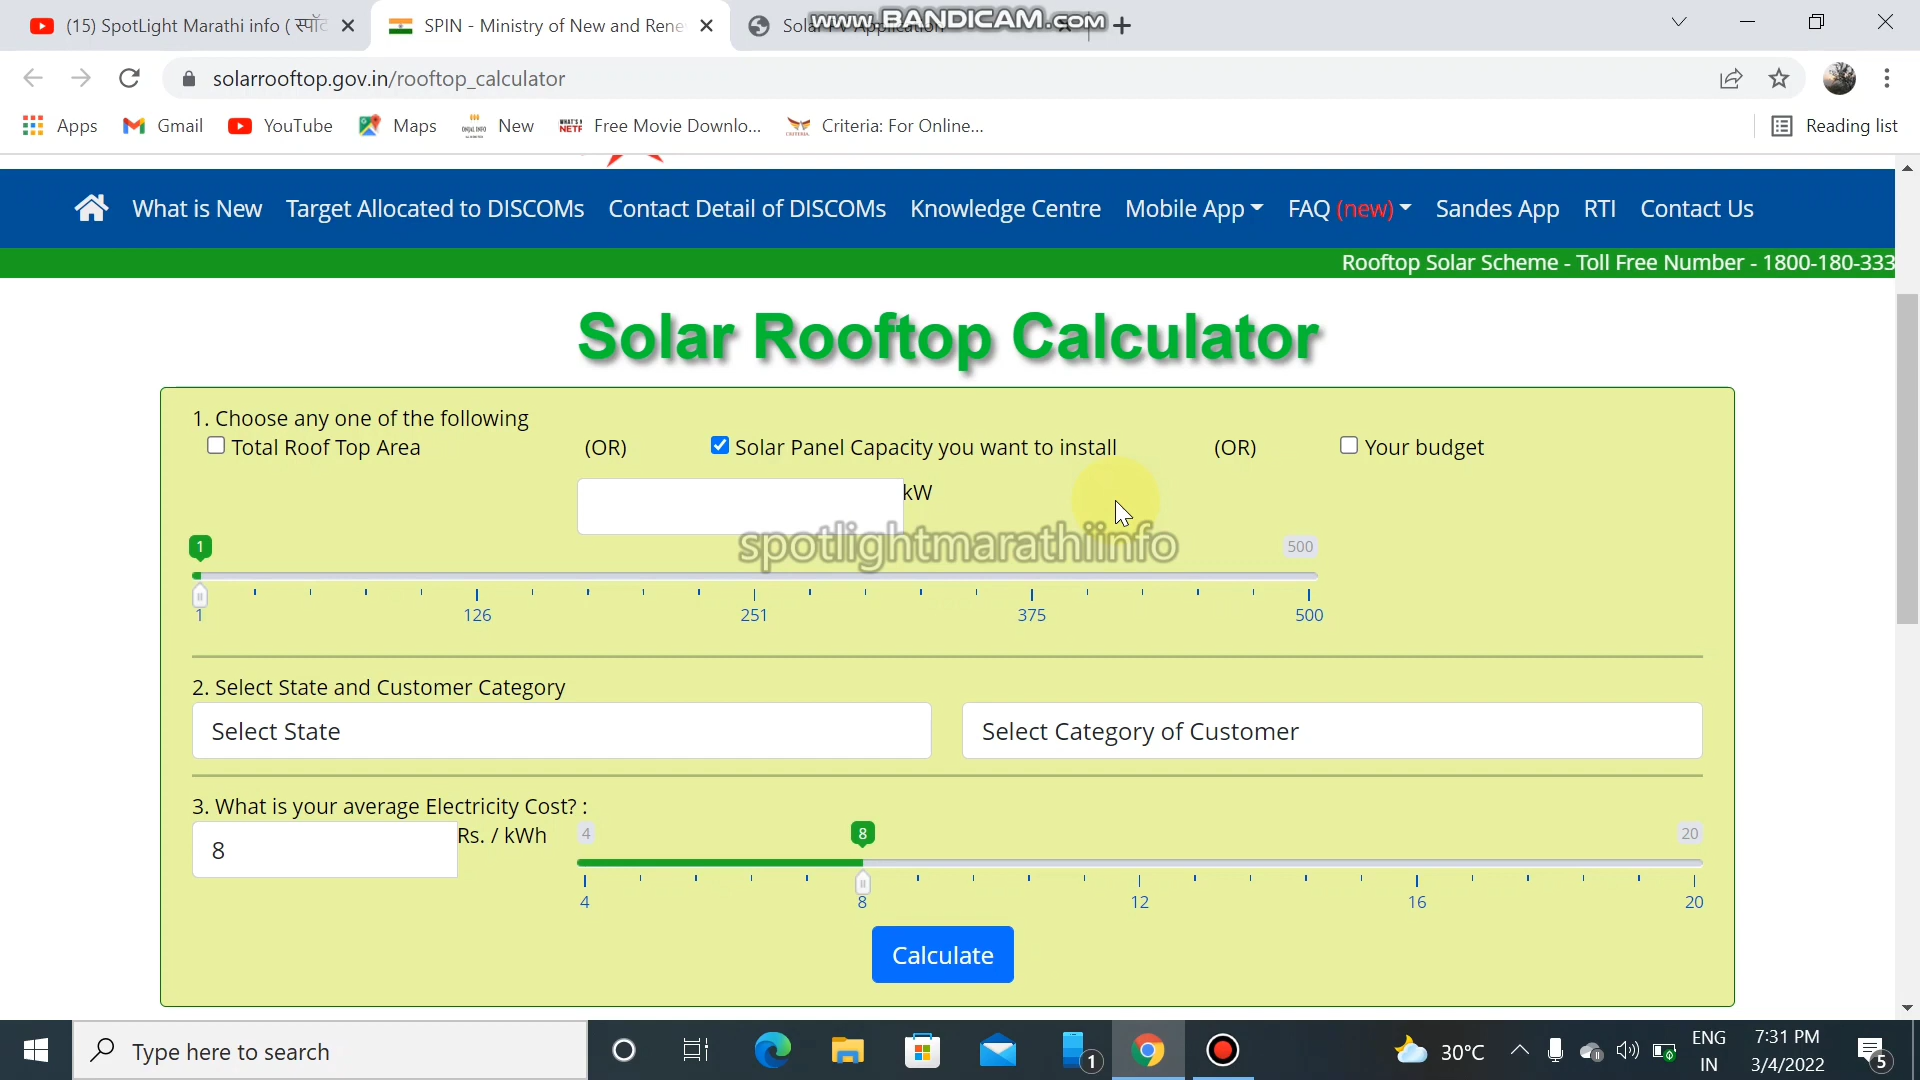 (15) SpotLight Marathi info (
SPIN - Ministry of New and Rene
Solar PV Application
www.BANDICAM.com
solarrooftop.gov.in/rooftop_calculator
Apps
Gmail
YouTube
Maps
New
Free Movie Downlo...
Criteria: For Online...
Reading list
What is New
Target Allocated to DISCOMs
Contact Detail of DISCOMs
Knowledge Centre
Mobile App
FAQ (new)
Sandes App
RTI
Contact Us
Rooftop Solar Scheme - Toll Free Number - 1800-180-333
Solar Rooftop Calculator
1. Choose any one of the following
Total Roof Top Area
(OR)
Solar Panel Capacity you want to install
(OR)
Your budget
kW
spotlightmarathiinfo
1
500
1 126 251 375 500
2. Select State and Customer Category
Select State
Select Category of Customer
3. What is your average Electricity Cost? :
8
Rs. / kWh
4 8 20
4 8 12 16 20
Calculate
Type here to search
1
30°C
ENG
IN
7:31 PM
3/4/2022
5